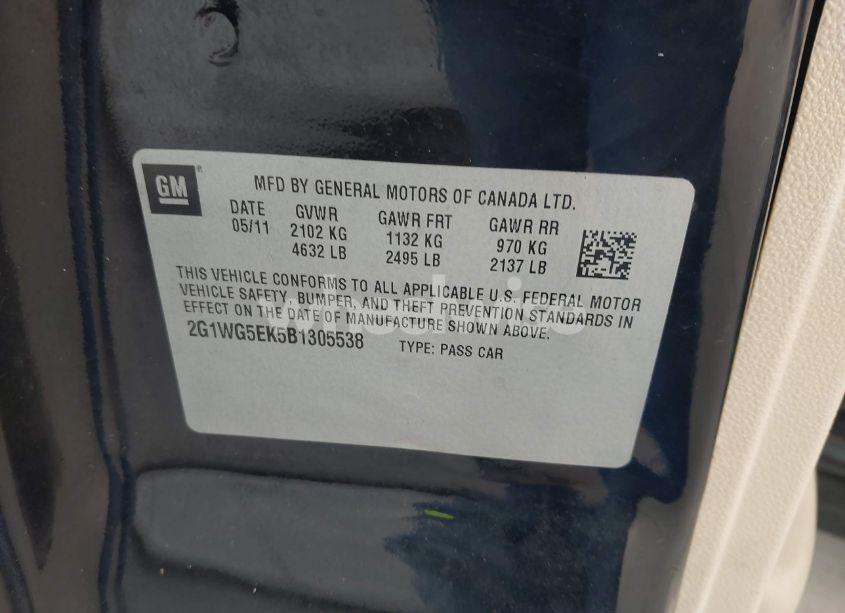 GM
MFD BY GENERAL MOTORS OF CANADA LTD.
DATE GVWR GAWR FRT GAWR RR
05/11 2102 KG 1132 KG 970 KG
4632 LB 2495 LB 2137 LB
THIS VEHICLE CONFORMS TO ALL APPLICABLE U.S. FEDERAL MOTOR
VEHICLE SAFETY, BUMPER, AND THEFT PREVENTION STANDARDS IN
EFFECT ON THE DATE OF MANUFACTURE SHOWN ABOVE.
2G1WG5EK5B1305538 TYPE: PASS CAR